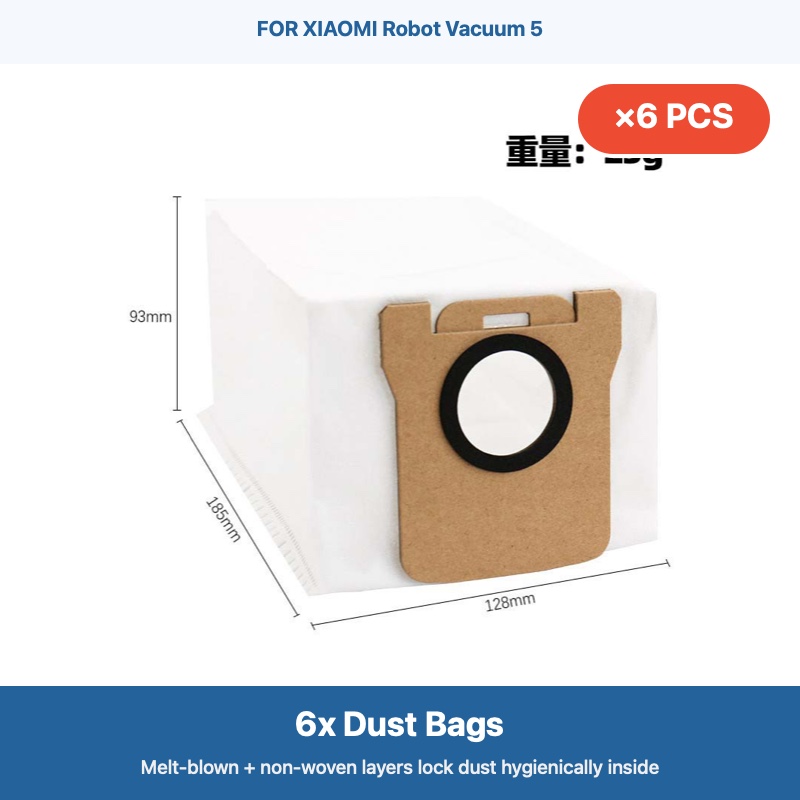 FOR XIAOMI Robot Vacuum 5
×6 PCS
重量：
93mm
185mm
128mm
6x Dust Bags
Melt-blown + non-woven layers lock dust hygienically inside